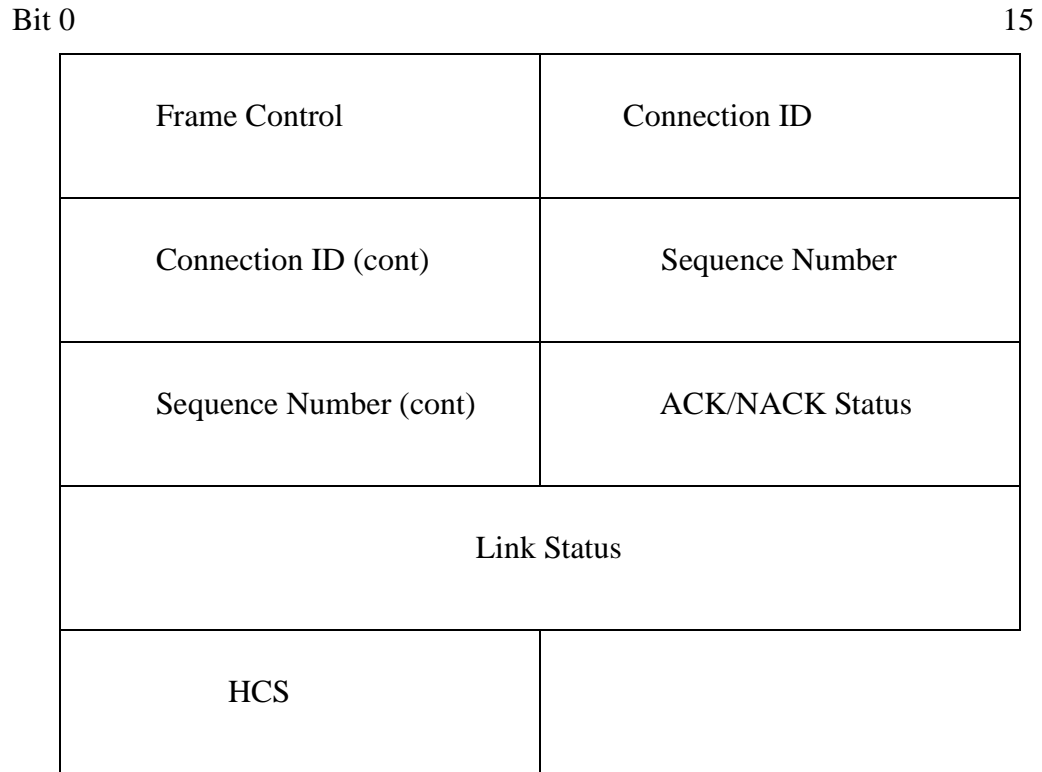 Bit 0 15
Frame Control Connection ID
Connection ID (cont) Sequence Number
Sequence Number (cont) ACK/NACK Status
Link Status
HCS